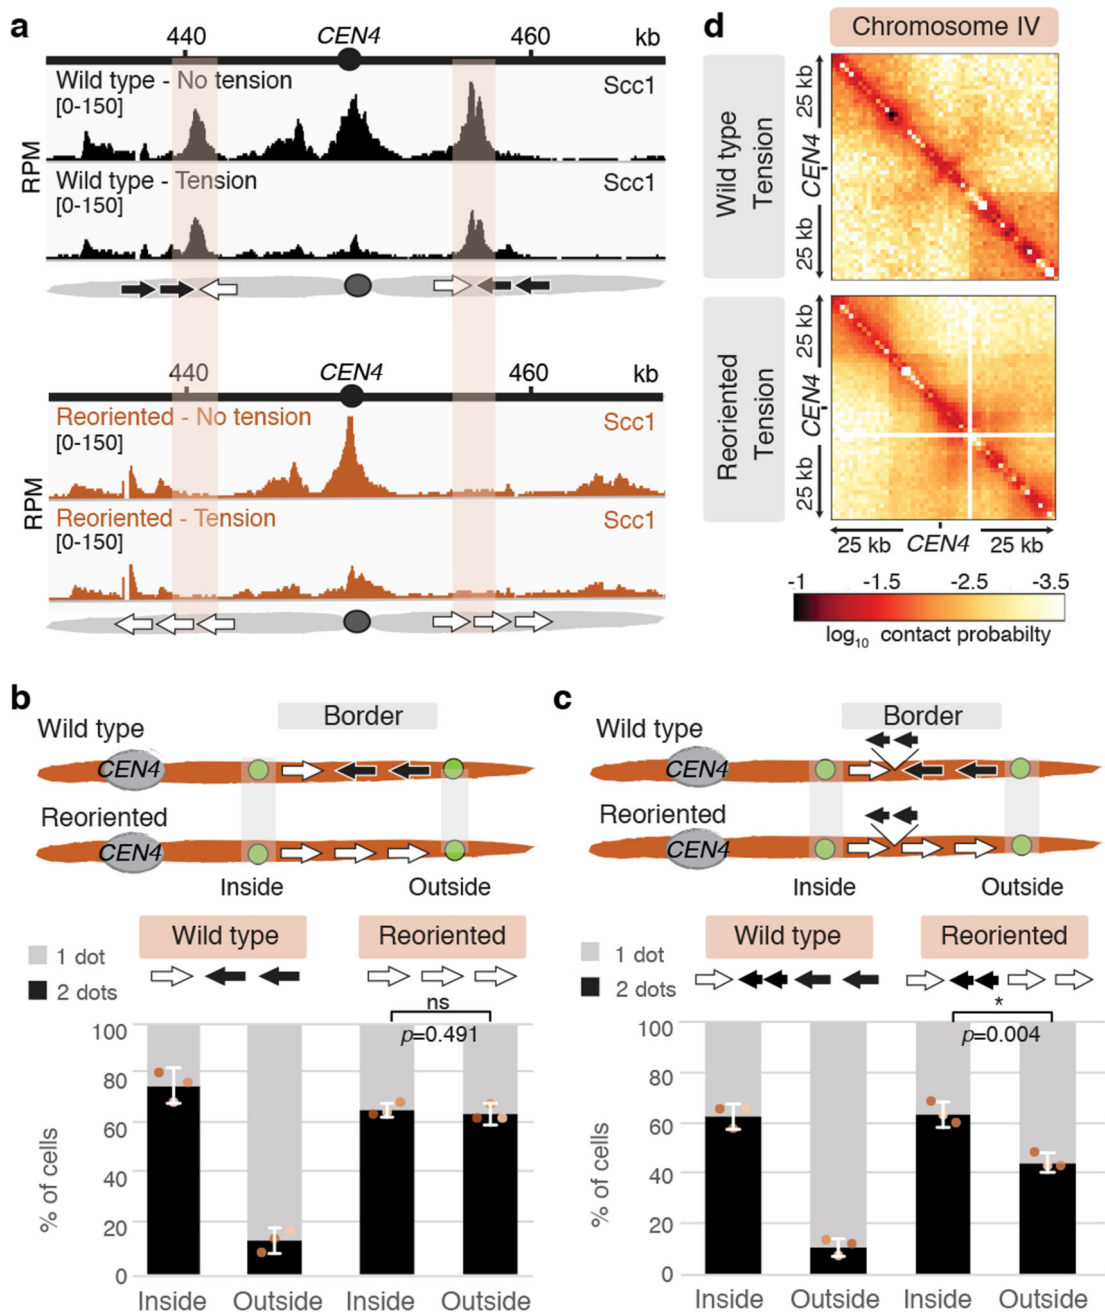 a
440 CEN4 460 kb
Wild type - No tension Scc1
[0-150]
RPM
Wild type - Tension Scc1
[0-150]
440 CEN4 460 kb
Reoriented - No tension Scc1
[0-150]
RPM
Reoriented - Tension Scc1
[0-150]
d
Chromosome IV
Wild type
Tension
25 kb CEN4 25 kb
Reoriented
Tension
25 kb CEN4 25 kb
25 kb CEN4 25 kb
-1 -1.5 -2.5 -3.5
log10 contact probabilty
b
Border
Wild type
CEN4
Reoriented
CEN4
Inside Outside
Wild type Reoriented
1 dot
2 dots
ns
p=0.491
100
80
60
40
20
0
% of cells
Inside Outside Inside Outside
c
Border
Wild type
CEN4
Reoriented
CEN4
Inside Outside
Wild type Reoriented
1 dot
2 dots
*
p=0.004
100
80
60
40
20
0
% of cells
Inside Outside Inside Outside